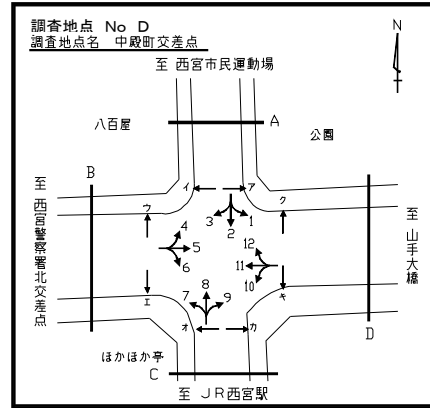 調査地点 No D
調査地点名 中殿町交差点
N
至 西宮市民運動場
八百屋
A
公園
B
至 西宮警察署北交差点
ウ
イ
ア
ク
至 山手大橋
3
2
1
4
5
6
12
11
10
エ
7
8
9
キ
オ
カ
D
ほかほか亭
C
至 JR西宮駅